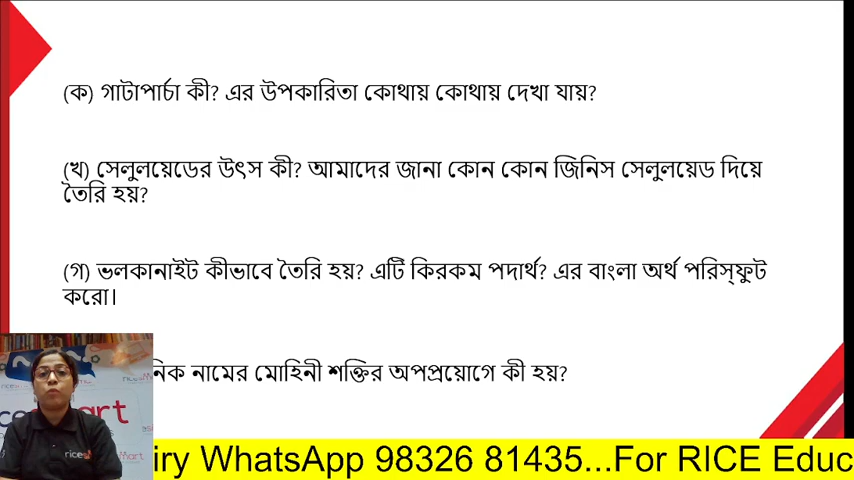 (ক) গাটাপার্চা কী? এর উপকারিতা কোথায় কোথায় দেখা যায়?
(খ) সেলুলয়েডের উৎস কী? আমাদের জানা কোন কোন জিনিস সেলুলয়েড দিয়ে
তৈরি হয়?
(গ) ভলকানাইট কীভাবে তৈরি হয়? এটি কিরকম পদার্থ? এর বাংলা অর্থ পরিস্ফুট
করো।
নিক নামের মোহিনী শক্তির অপপ্রয়োগে কী হয়?
iry WhatsApp 98326 81435...For RICE Educ